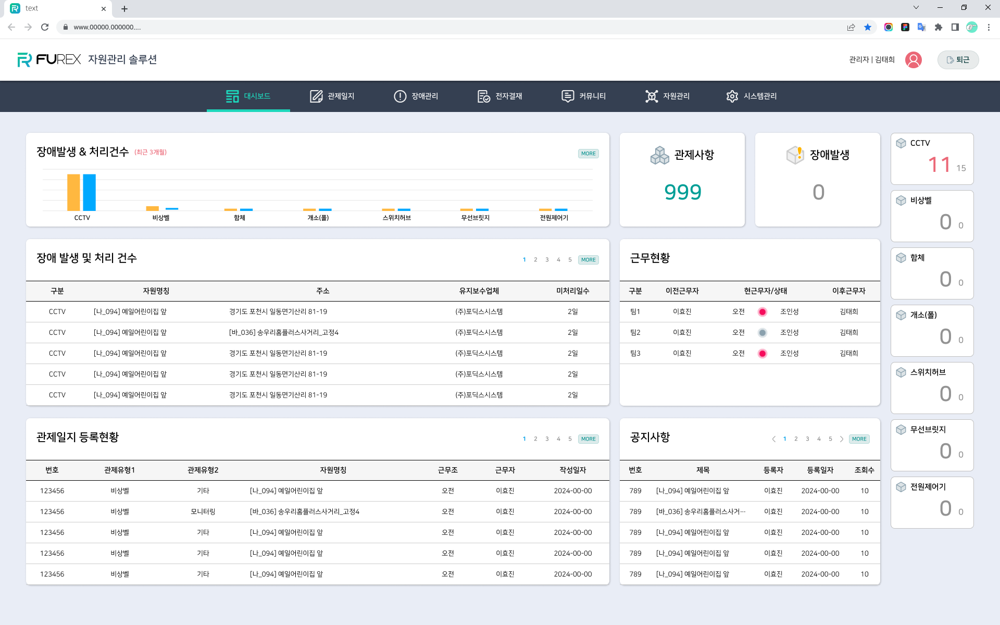 text
www.00000.000000....
FUREX 자원관리 솔루션
관리자 | 김태희
퇴근
대시보드 관제일지 장애관리 전자결재 커뮤니티 자원관리 시스템관리
장애발생 & 처리건수 (최근 3개월)
MORE
CCTV 비상벨 함체 개소(폴) 스위치허브 무선브릿지 전원제어기
관제사항
999
장애발생
0
CCTV
11 15
비상벨
0 0
함체
0 0
개소(폴)
0 0
스위치허브
0 0
무선브릿지
0 0
전원제어기
0 0
장애 발생 및 처리 건수
1 2 3 4 5 MORE
구분 자원명칭 주소 유지보수업체 미처리일수
CCTV [나_094] 예일어린이집 앞 경기도 포천시 일동면기산리 81-19 (주)포딕스시스템 2일
CCTV [나_094] 예일어린이집 앞 [바_036] 송우리홈플러스사거리_고정4 (주)포딕스시스템 2일
CCTV [나_094] 예일어린이집 앞 경기도 포천시 일동면기산리 81-19 (주)포딕스시스템 2일
CCTV [나_094] 예일어린이집 앞 경기도 포천시 일동면기산리 81-19 (주)포딕스시스템 2일
CCTV [나_094] 예일어린이집 앞 경기도 포천시 일동면기산리 81-19 (주)포딕스시스템 2일
근무현황
구분 이전근무자 현근무자/상태 이후근무자
팀1 이효진 오전 조인성 김태희
팀2 이효진 오전 조인성 김태희
팀3 이효진 오전 조인성 김태희
관제일지 등록현황
1 2 3 4 5 MORE
번호 관제유형1 관제유형2 자원명칭 근무조 근무자 작성일자
123456 비상벨 기타 [나_094] 예일어린이집 앞 오전 이효진 2024-00-00
123456 비상벨 모니터링 [바_036] 송우리홈플러스사거리_고정4 오전 이효진 2024-00-00
123456 비상벨 기타 [나_094] 예일어린이집 앞 오전 이효진 2024-00-00
123456 비상벨 기타 [나_094] 예일어린이집 앞 오전 이효진 2024-00-00
123456 비상벨 기타 [나_094] 예일어린이집 앞 오전 이효진 2024-00-00
공지사항
< 1 2 3 4 5 > MORE
번호 제목 등록자 등록일자 조회수
789 [나_094] 예일어린이집 앞 이효진 2024-00-00 10
789 [바_036] 송우리홈플러스사거… 이효진 2024-00-00 10
789 [나_094] 예일어린이집 앞 이효진 2024-00-00 10
789 [나_094] 예일어린이집 앞 이효진 2024-00-00 10
789 [나_094] 예일어린이집 앞 이효진 2024-00-00 10